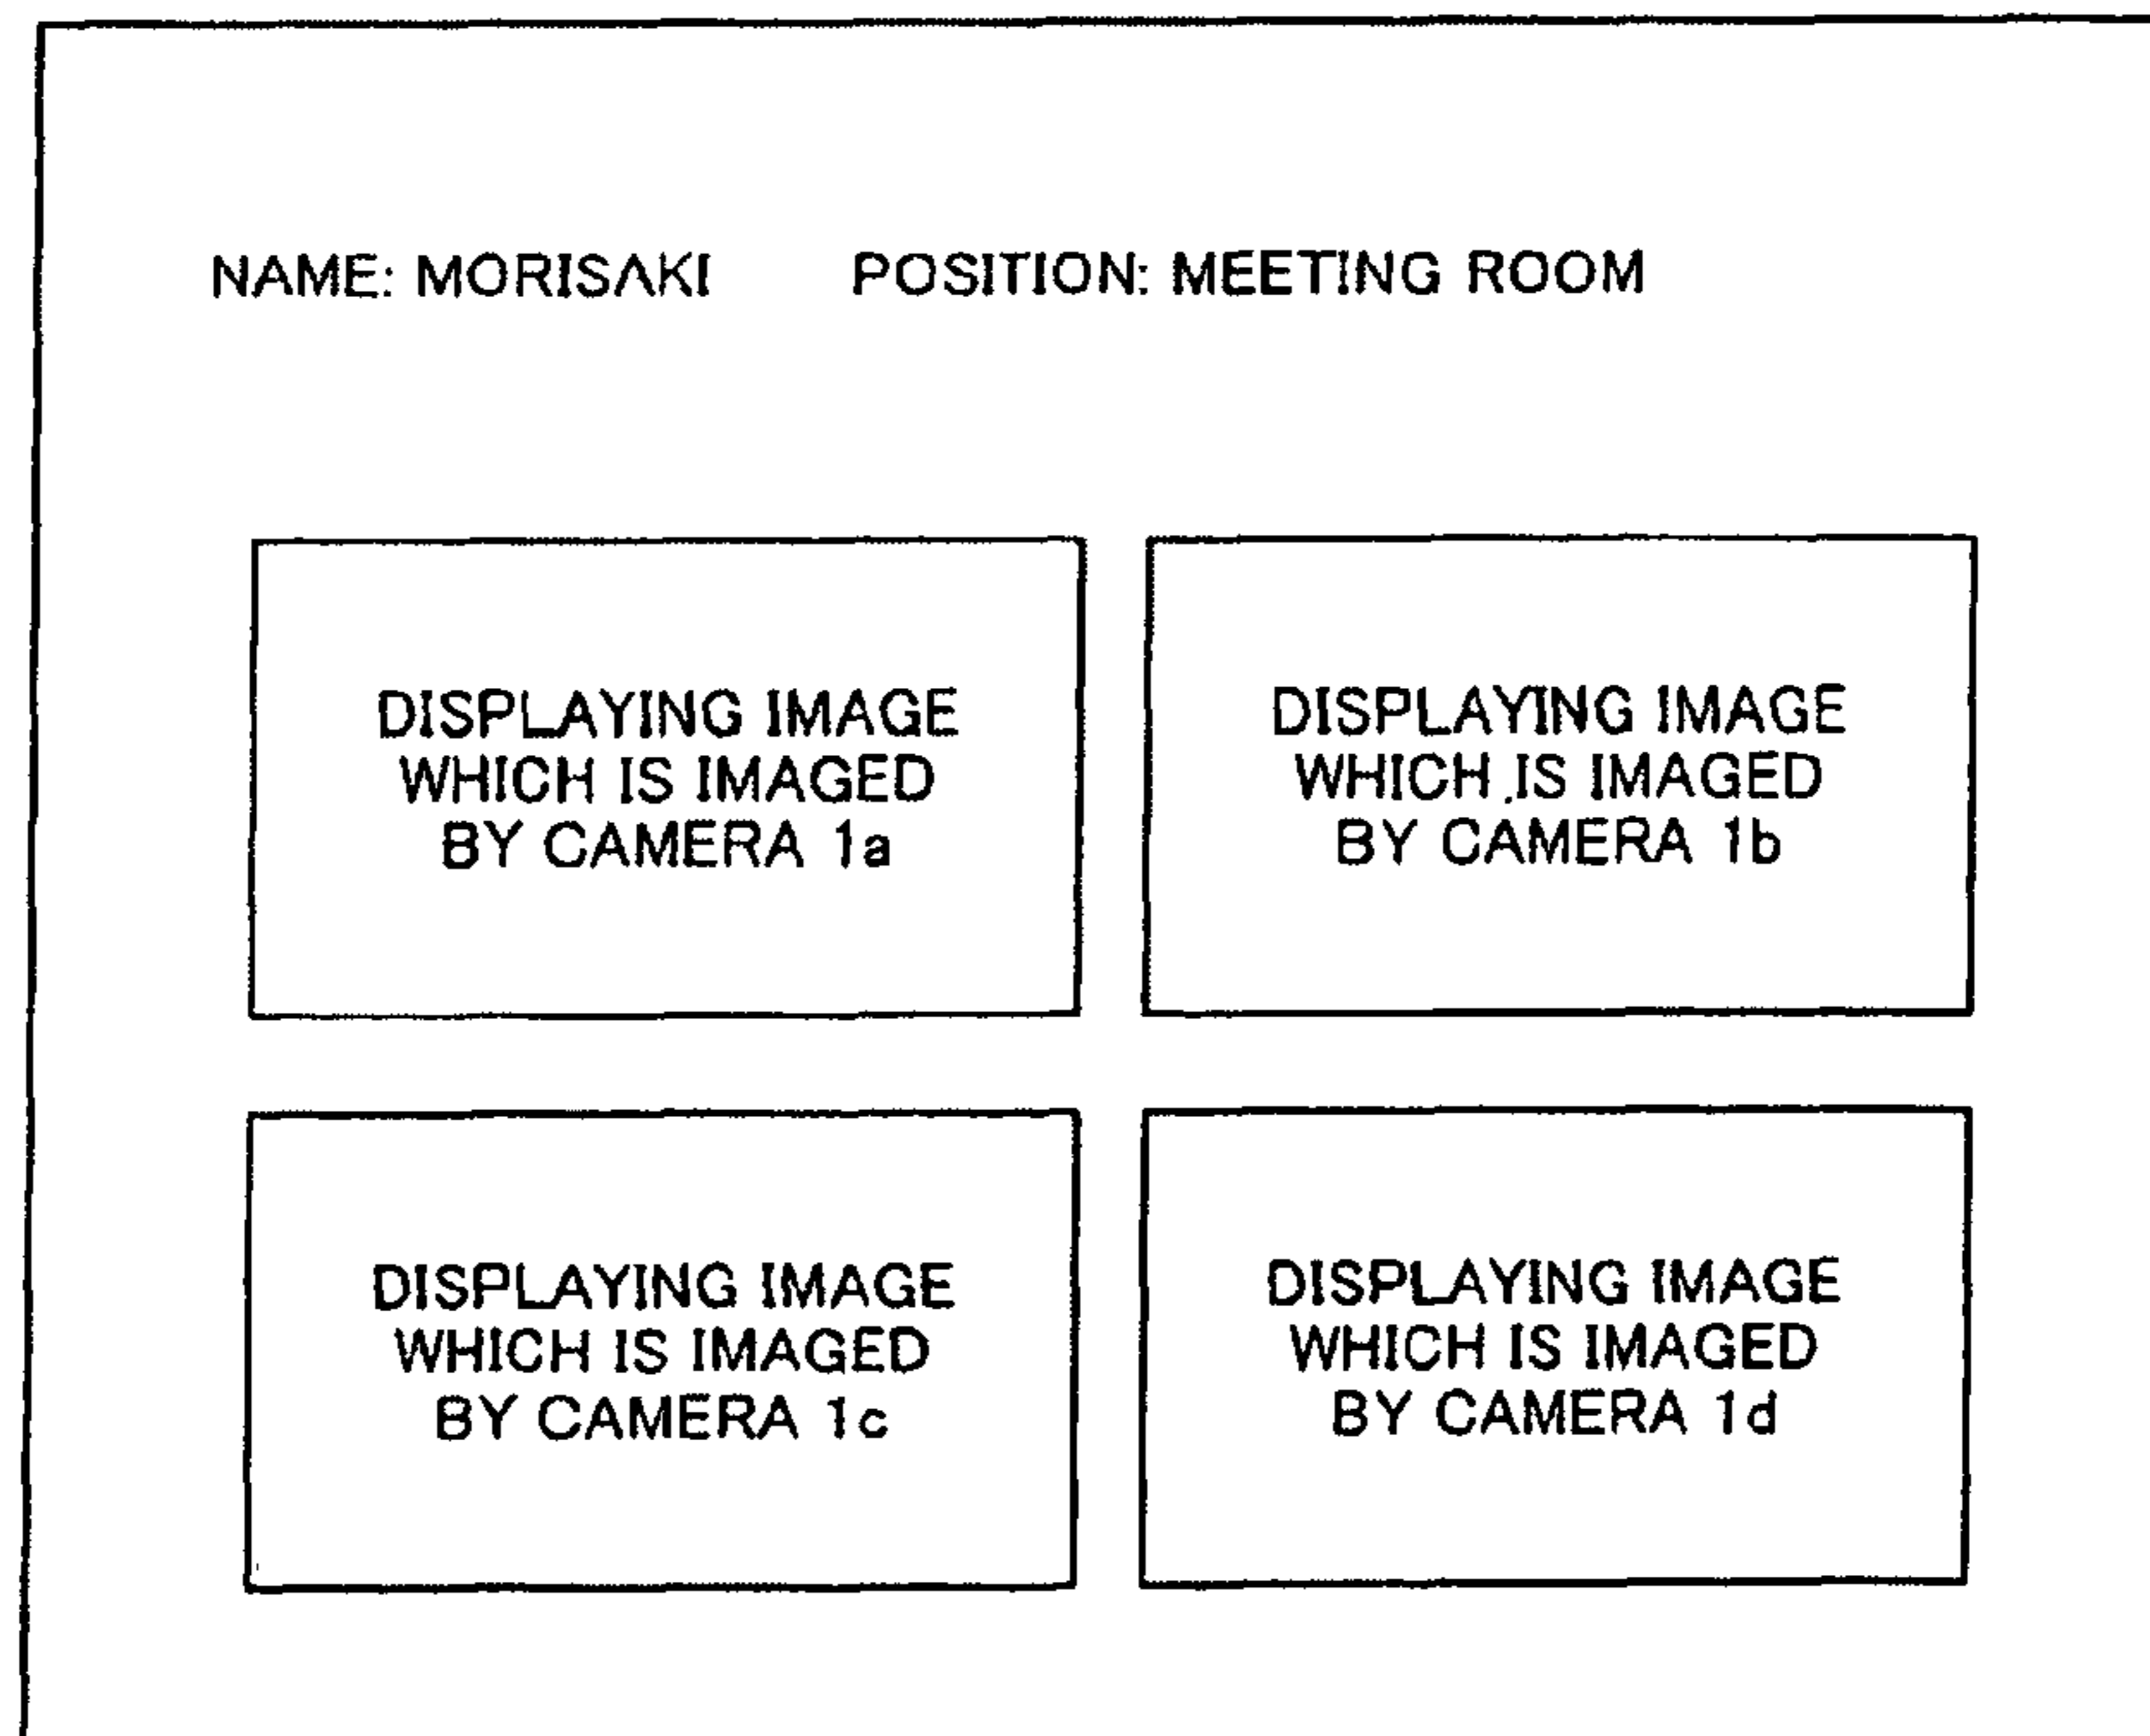 NAME: MORISAKI POSITION: MEETING ROOM
DISPLAYING IMAGE
WHICH IS IMAGED
BY CAMERA 1a
DISPLAYING IMAGE
WHICH IS IMAGED
BY CAMERA 1b
DISPLAYING IMAGE
WHICH IS IMAGED
BY CAMERA 1c
DISPLAYING IMAGE
WHICH IS IMAGED
BY CAMERA 1d